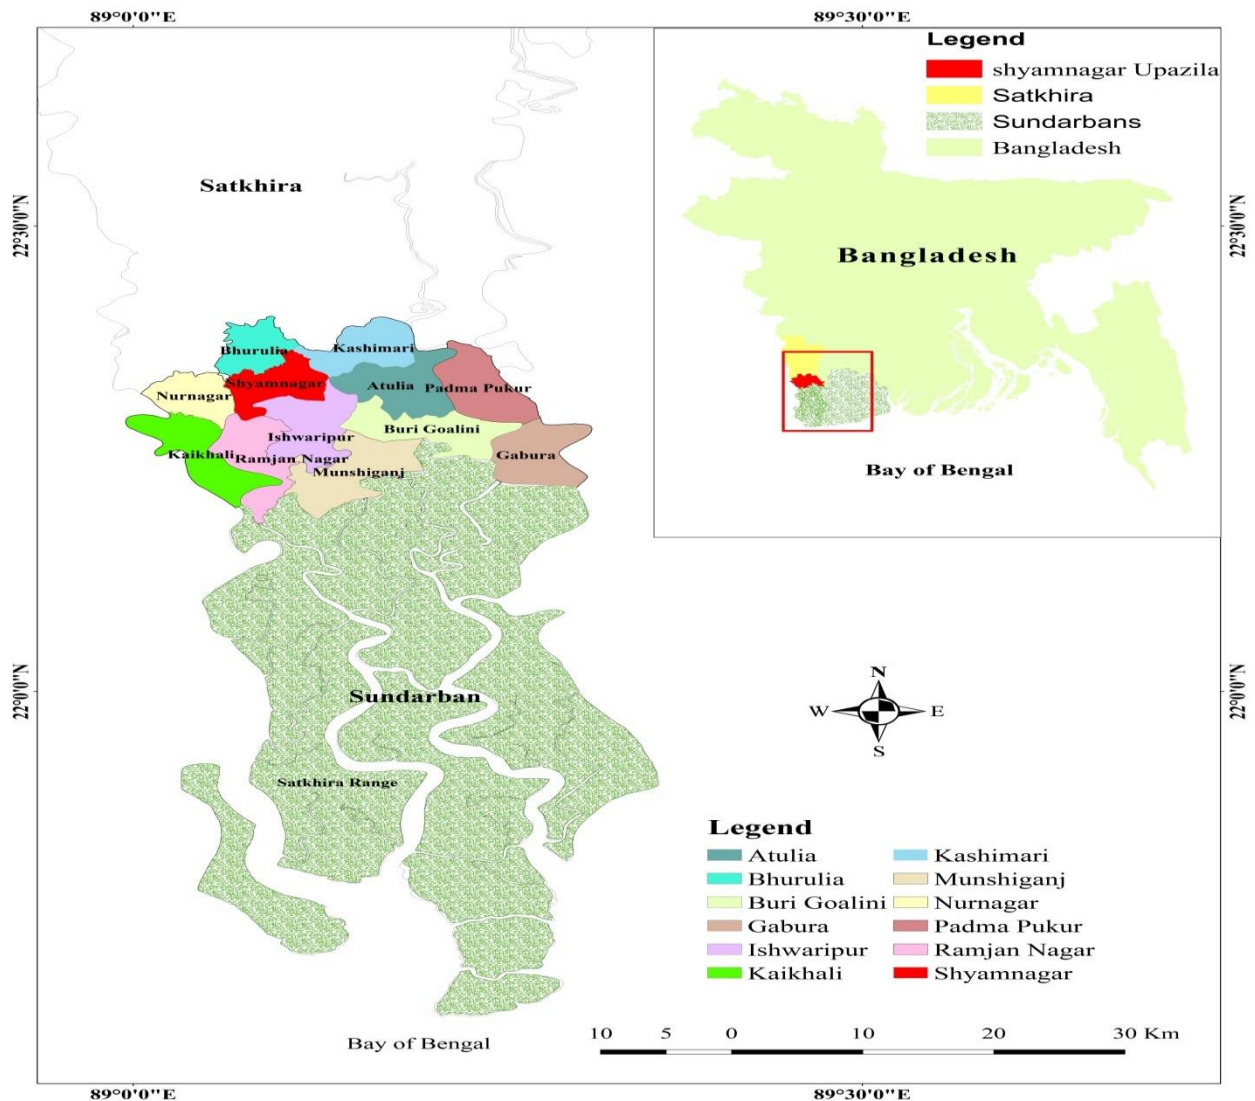 89°0'0"E
89°30'0"E
Legend
shyamnagar Upazila
Satkhira
Sundarbans
Bangladesh
Satkhira
22°30'0"N
22°30'0"N
Bangladesh
Bhurulia
Kashimari
Shyamnagar
Atulia
Padma Pukur
Nurnagar
Ishwaripur
Buri Goalini
Kaikhali
Ramjan Nagar
Munshiganj
Gabura
Bay of Bengal
22°0'0"N
22°0'0"N
Sundarban
N
W
E
S
Satkhira Range
Legend
Atulia
Bhurulia
Buri Goalini
Gabura
Ishwaripur
Kaikhali
Kashimari
Munshiganj
Nurnagar
Padma Pukur
Ramjan Nagar
Shyamnagar
Bay of Bengal
10 5 0 10 20 30 Km
89°0'0"E
89°30'0"E